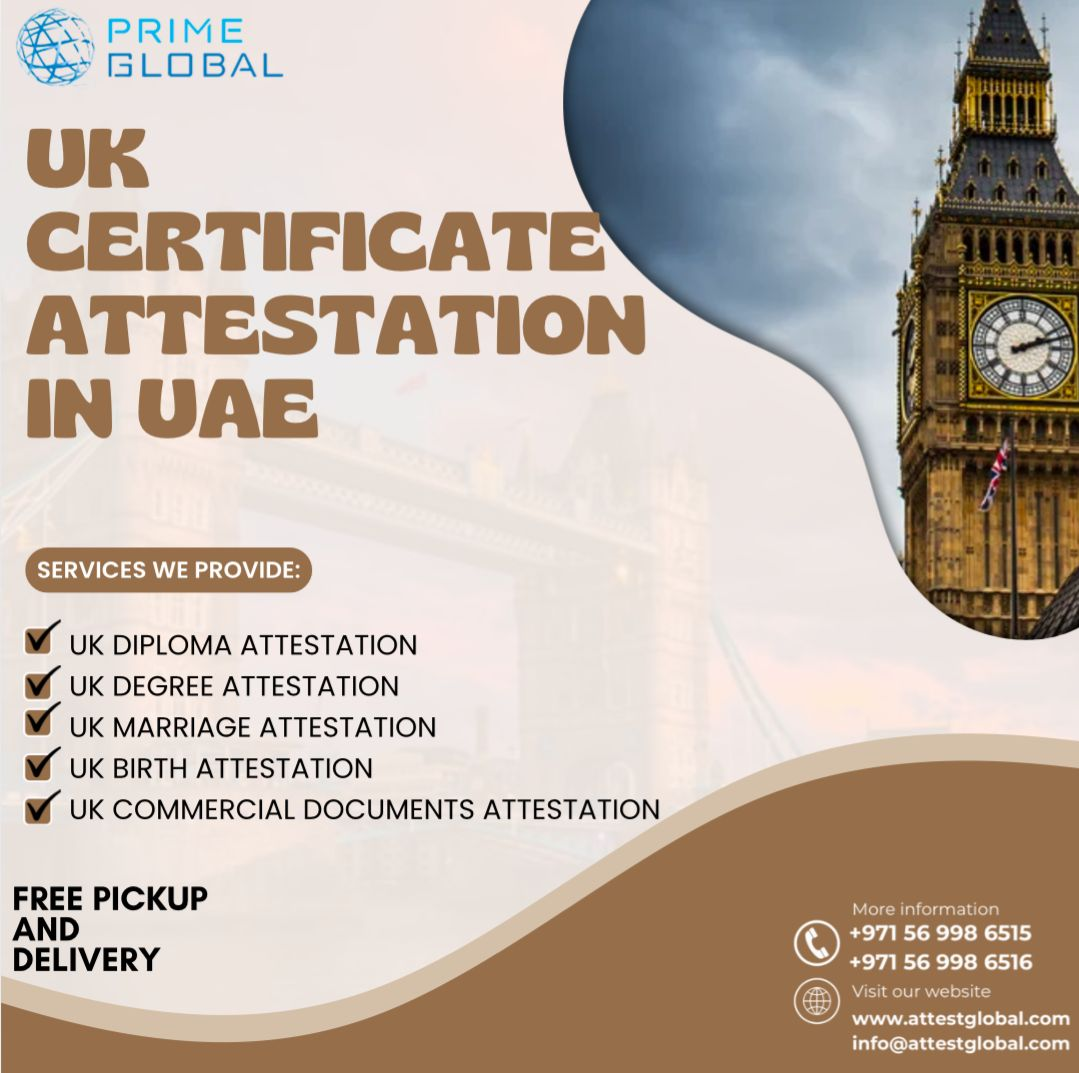 PRIME
GLOBAL
UK
CERTIFICATE
ATTESTATION
IN UAE
SERVICES WE PROVIDE:
UK DIPLOMA ATTESTATION
UK DEGREE ATTESTATION
UK MARRIAGE ATTESTATION
UK BIRTH ATTESTATION
UK COMMERCIAL DOCUMENTS ATTESTATION
FREE PICKUP
AND
DELIVERY
More information
+971 56 998 6515
+971 56 998 6516
Visit our website
www.attestglobal.com
info@attestglobal.com